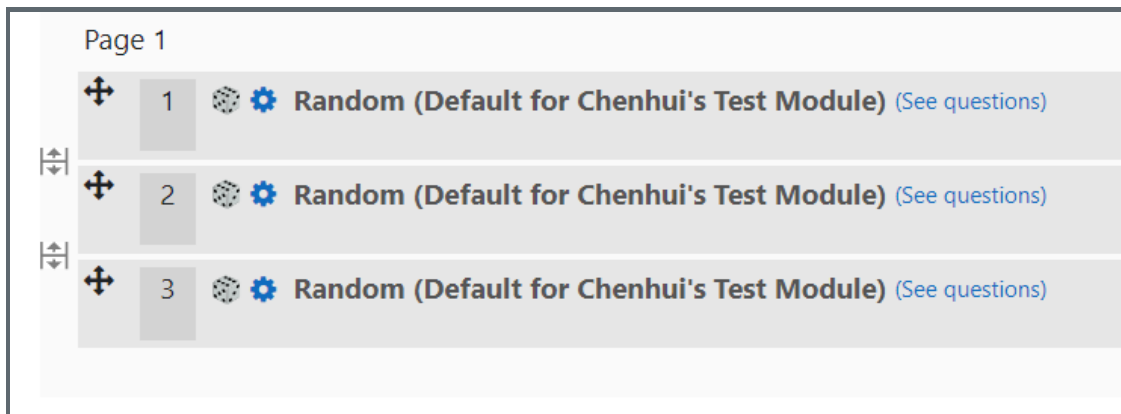 Page 1
1 Random (Default for Chenhui's Test Module) (See questions)
2 Random (Default for Chenhui's Test Module) (See questions)
3 Random (Default for Chenhui's Test Module) (See questions)